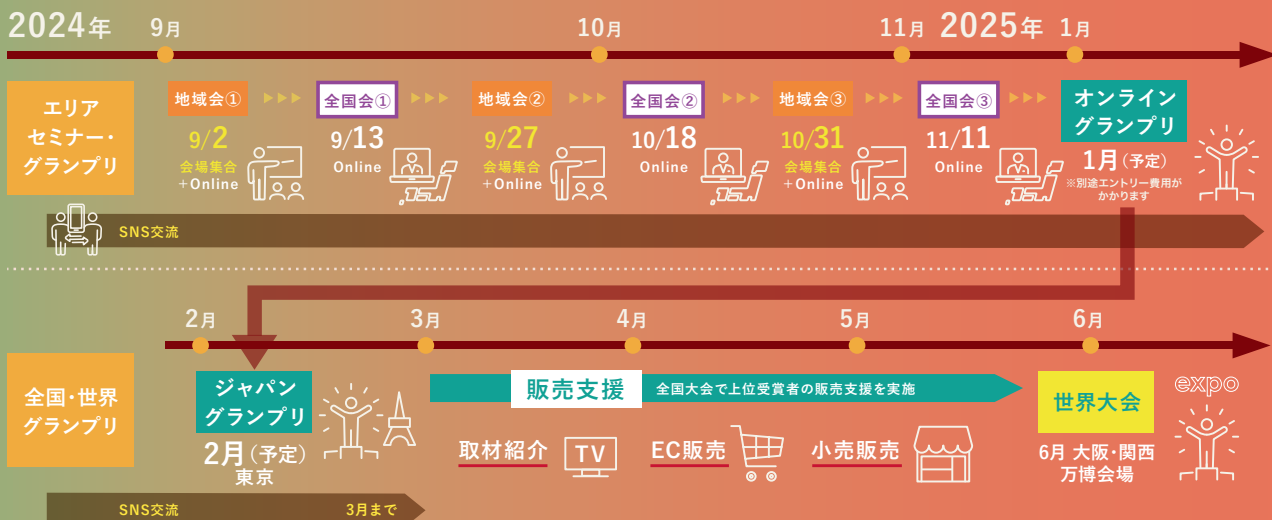 2024年 9月 10月 11月 2025年 1月
エリア
セミナー・
グランプリ
地域会①
9/2
会場集合
+Online
全国会①
9/13
Online
地域会②
9/27
会場集合
+Online
全国会②
10/18
Online
地域会③
10/31
会場集合
+Online
全国会③
11/11
Online
オンライン
グランプリ
1月(予定)
※別途エントリー費用が
かかります
SNS交流
2月 3月 4月 5月 6月
全国・世界
グランプリ
ジャパン
グランプリ
2月(予定)
東京
販売支援 全国大会で上位受賞者の販売支援を実施
取材紹介 TV EC販売 小売販売
世界大会
6月 大阪・関西
万博会場
expo
SNS交流 3月まで